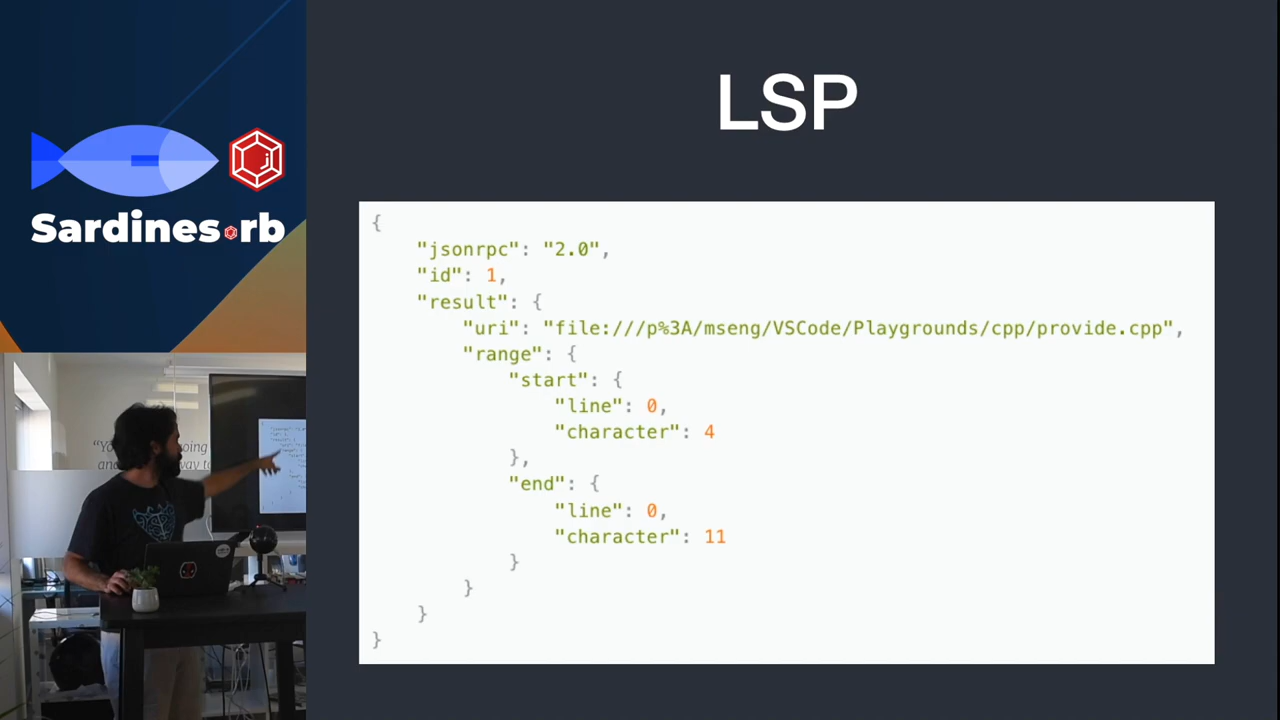 Sardines.rb
LSP
{
    "jsonrpc": "2.0",
    "id": 1,
    "result": {
        "uri": "file:///p%3A/mseng/VSCode/Playgrounds/cpp/provide.cpp",
        "range": {
            "start": {
                "line": 0,
                "character": 4
            },
            "end": {
                "line": 0,
                "character": 11
            }
        }
    }
}